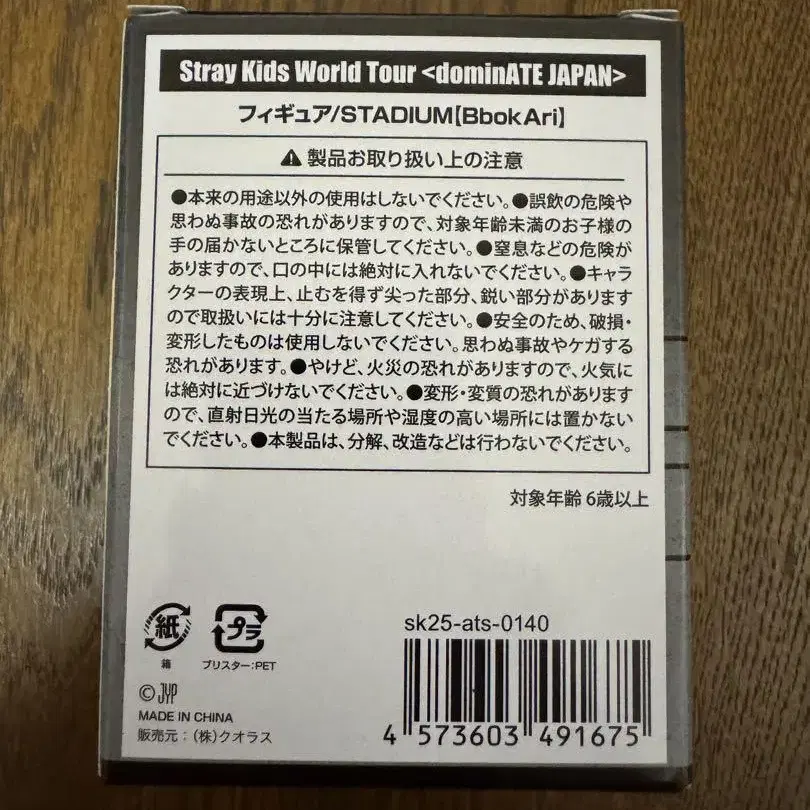 Stray Kids World Tour <dominATE JAPAN>
フィギュア/STADIUM【BbokAri】
⚠ 製品お取り扱い上の注意
●本来の用途以外の使用はしないでください。●誤飲の危険や
思わぬ事故の恐れがありますので、対象年齢未満のお子様の
手の届かないところに保管してください。●窒息などの危険が
ありますので、口の中には絶対に入れないでください。●キャラ
クターの表現上、止むを得ず尖った部分、鋭い部分があります
ので取扱いには十分に注意してください。●安全のため、破損・
変形したものは使用しないでください。思わぬ事故やケガする
恐れがあります。●やけど、火災の恐れがありますので、火気に
は絶対に近づけないでください。●変形・変質の恐れがあります
ので、直射日光の当たる場所や湿度の高い場所には置かない
でください。●本製品は、分解、改造などは行わないでください。
対象年齢 6歳以上
紙
箱
プラ
ブリスター:PET
sk25-ats-0140
© JYP
MADE IN CHINA
販売元:(株)クオラス
4 573603 491675